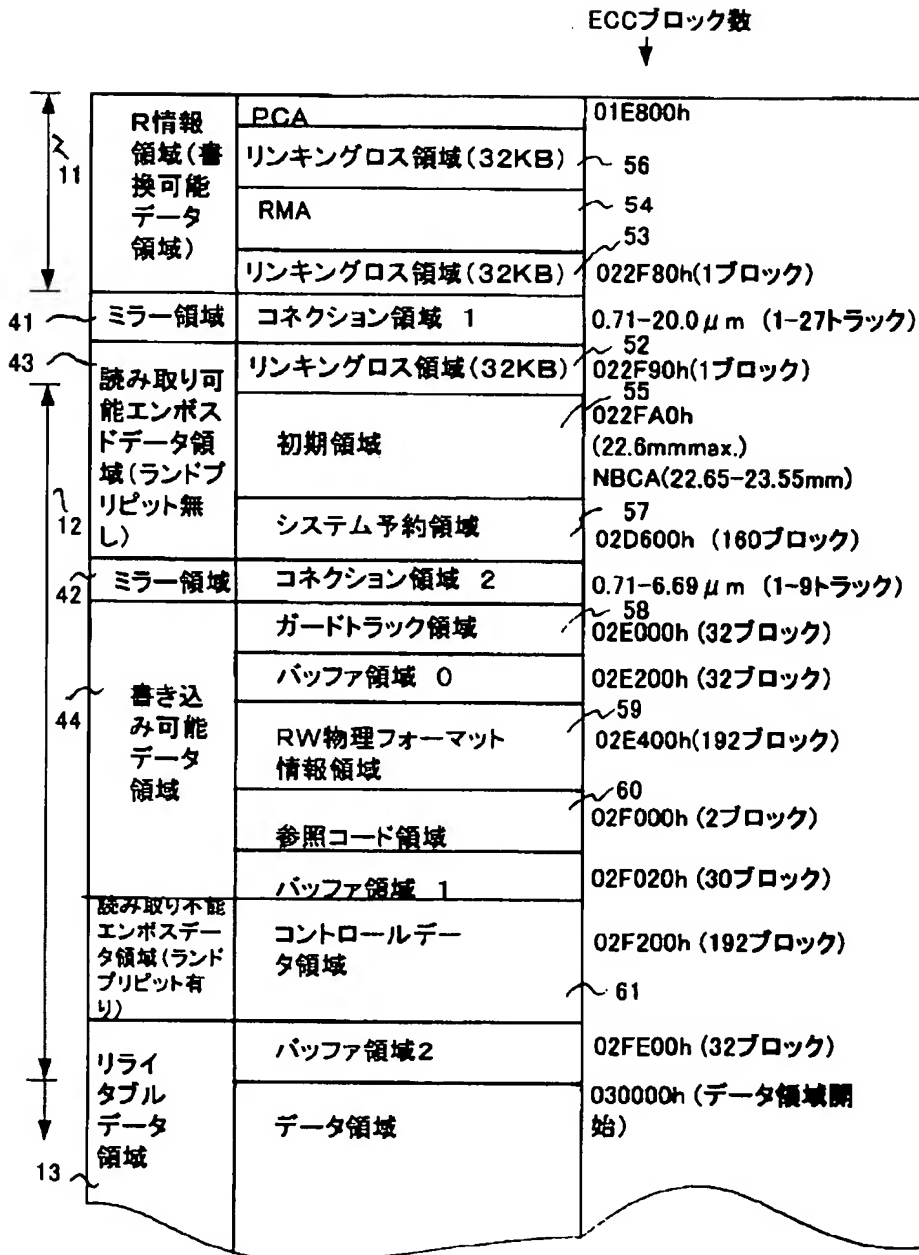 ECCブロック数
R情報
領域(書
換可能
データ
領域)
11
PCA
01E800h
リンキングロス領域(32KB)
56
RMA
54
53
リンキングロス領域(32KB)
022F80h(1ブロック)
41
ミラー領域
コネクション領域 1
0.71-20.0μm (1-27トラック)
43
読み取り可
能エンボス
ドデータ領
域(ランドプ
リピット無
し)
12
リンキングロス領域(32KB)
52
022F90h(1ブロック)
55
初期領域
022FA0h
(22.6mmmax.)
NBCA(22.65-23.55mm)
57
システム予約領域
02D600h (160ブロック)
42
ミラー領域
コネクション領域 2
0.71-6.69μm (1~9トラック)
58
44
書き込
み可能
データ
領域
ガードトラック領域
02E000h (32ブロック)
バッファ領域 0
02E200h (32ブロック)
59
RW物理フォーマット
情報領域
02E400h(192ブロック)
60
参照コード領域
02F000h (2ブロック)
バッファ領域 1
02F020h (30ブロック)
読み取り不能
エンボスデー
タ領域(ランド
プリピット有
り)
コントロールデー
タ領域
02F200h (192ブロック)
61
リライ
タブル
データ
領域
13
バッファ領域2
02FE00h (32ブロック)
データ領域
030000h (データ領域開
始)